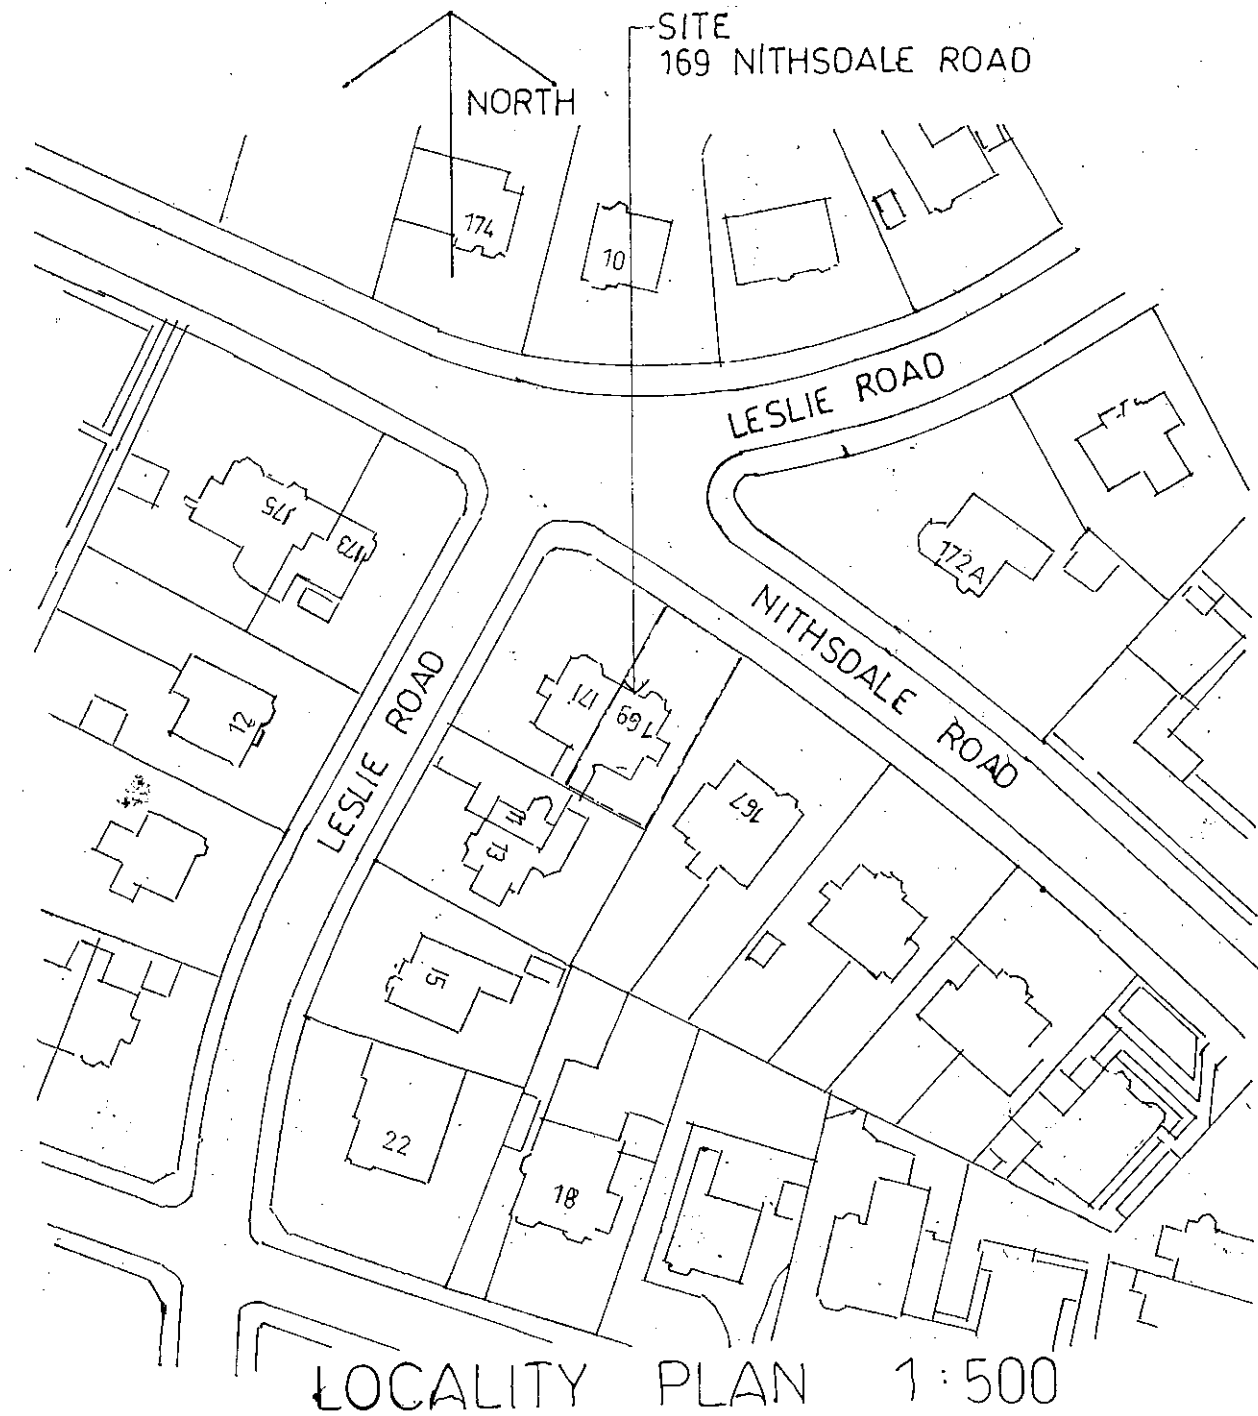 SITE
169 NITHSDALE ROAD
NORTH
174
10
LESLIE ROAD
175
173
172A
NITHSDALE ROAD
171
169
12
LESLIE ROAD
167
11
13
15
22
18
LOCALITY PLAN 1:500